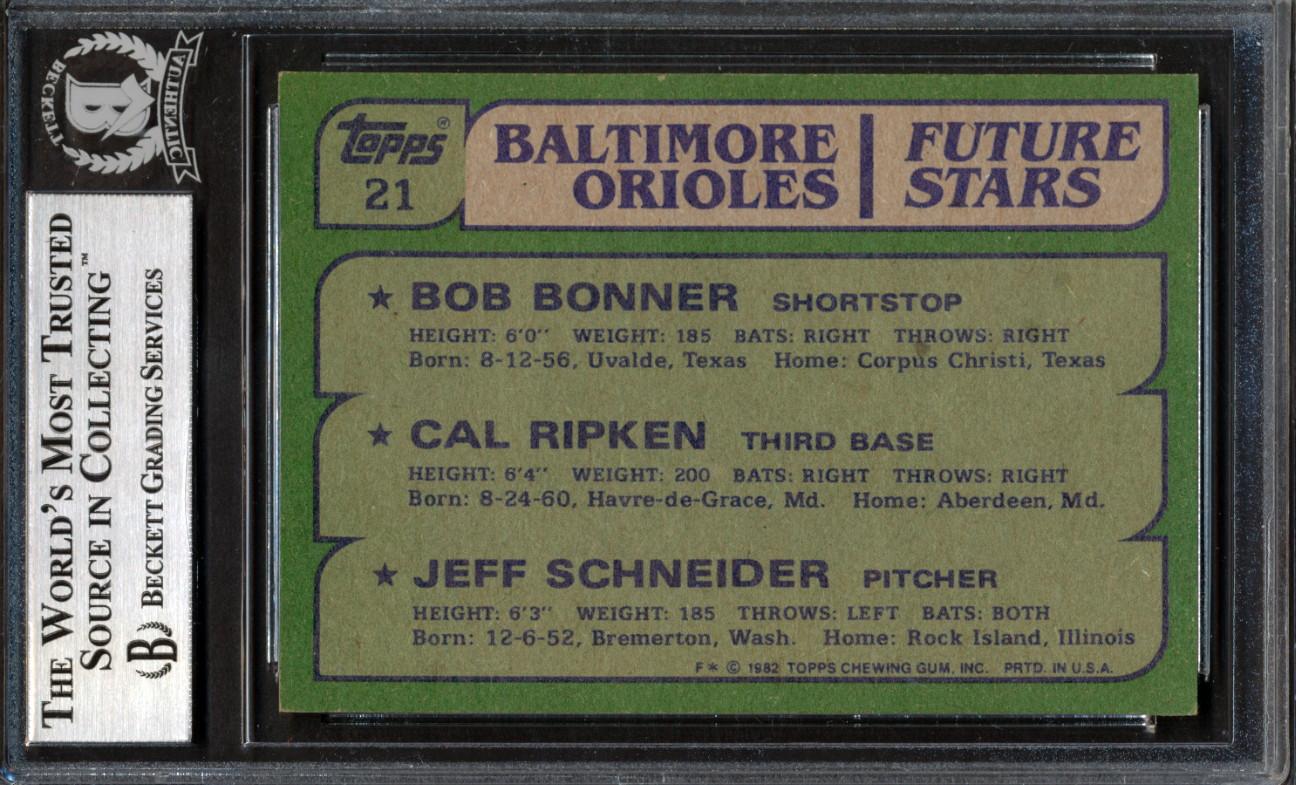 BECKETT
AUTHENTIC
B
THE WORLD'S MOST TRUSTED
SOURCE IN COLLECTING™
B BECKETT GRADING SERVICES
topps®
21
BALTIMORE
ORIOLES
FUTURE
STARS
★ BOB BONNER SHORTSTOP
HEIGHT: 6'0" WEIGHT: 185 BATS: RIGHT THROWS: RIGHT
Born: 8-12-56, Uvalde, Texas Home: Corpus Christi, Texas
★ CAL RIPKEN THIRD BASE
HEIGHT: 6'4" WEIGHT: 200 BATS: RIGHT THROWS: RIGHT
Born: 8-24-60, Havre-de-Grace, Md. Home: Aberdeen, Md.
★ JEFF SCHNEIDER PITCHER
HEIGHT: 6'3" WEIGHT: 185 THROWS: LEFT BATS: BOTH
Born: 12-6-52, Bremerton, Wash. Home: Rock Island, Illinois
F* © 1982 TOPPS CHEWING GUM, INC. PRTD. IN U.S.A.